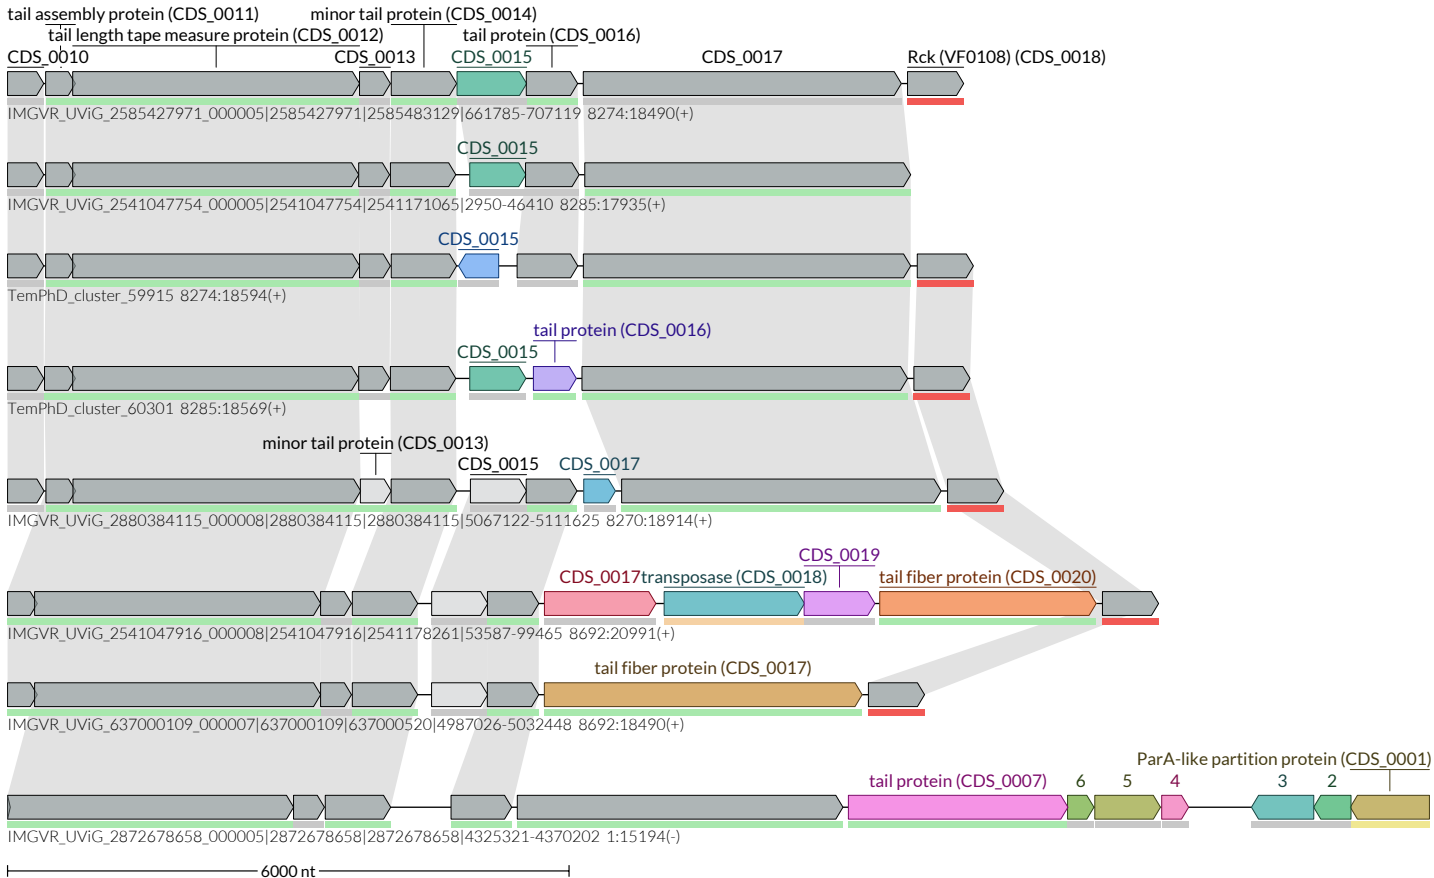 tail assembly protein (CDS_0011) minor tail protein (CDS_0014)
tail length tape measure protein (CDS_0012) tail protein (CDS_0016)
CDS_0010 CDS_0013 CDS_0015 CDS_0017 Rck (VF0108) (CDS_0018)
IMGVR_UViG_2585427971_000005|2585427971|2585483129|661785-707119 8274:18490(+)
CDS_0015
IMGVR_UViG_2541047754_000005|2541047754|2541171065|2950-46410 8285:17935(+)
CDS_0015
TemPhD_cluster_59915 8274:18594(+)
tail protein (CDS_0016)
CDS_0015
TemPhD_cluster_60301 8285:18569(+)
minor tail protein (CDS_0013)
CDS_0015 CDS_0017
IMGVR_UViG_2880384115_000008|2880384115|2880384115|5067122-5111625 8270:18914(+)
CDS_0019
CDS_0017 transposase (CDS_0018) tail fiber protein (CDS_0020)
IMGVR_UViG_2541047916_000008|2541047916|2541178261|53587-99465 8692:20991(+)
tail fiber protein (CDS_0017)
IMGVR_UViG_637000109_000007|637000109|637000520|4987026-5032448 8692:18490(+)
ParA-like partition protein (CDS_0001)
tail protein (CDS_0007) 6 5 4 3 2
IMGVR_UViG_2872678658_000005|2872678658|2872678658|4325321-4370202 1:15194(-)
6000 nt